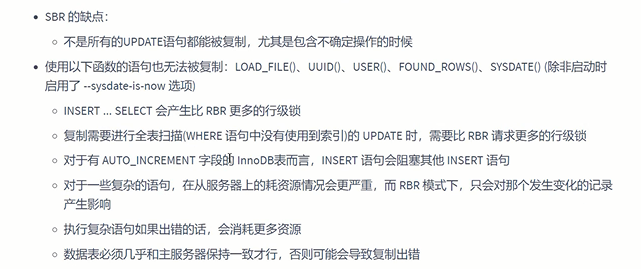 SBR 的缺点：
不是所有的UPDATE语句都能被复制，尤其是包含不确定操作的时候
使用以下函数的语句也无法被复制：LOAD_FILE()、UUID()、USER()、FOUND_ROWS()、SYSDATE() (除非启动时
启用了 --sysdate-is-now 选项)
INSERT ... SELECT 会产生比 RBR 更多的行级锁
复制需要进行全表扫描(WHERE 语句中没有使用到索引)的 UPDATE 时，需要比 RBR 请求更多的行级锁
对于有 AUTO_INCREMENT 字段的 InnoDB表而言，INSERT 语句会阻塞其他 INSERT 语句
对于一些复杂的语句，在从服务器上的耗资源情况会更严重，而 RBR 模式下，只会对那个发生变化的记录
产生影响
执行复杂语句如果出错的话，会消耗更多资源
数据表必须几乎和主服务器保持一致才行，否则可能会导致复制出错